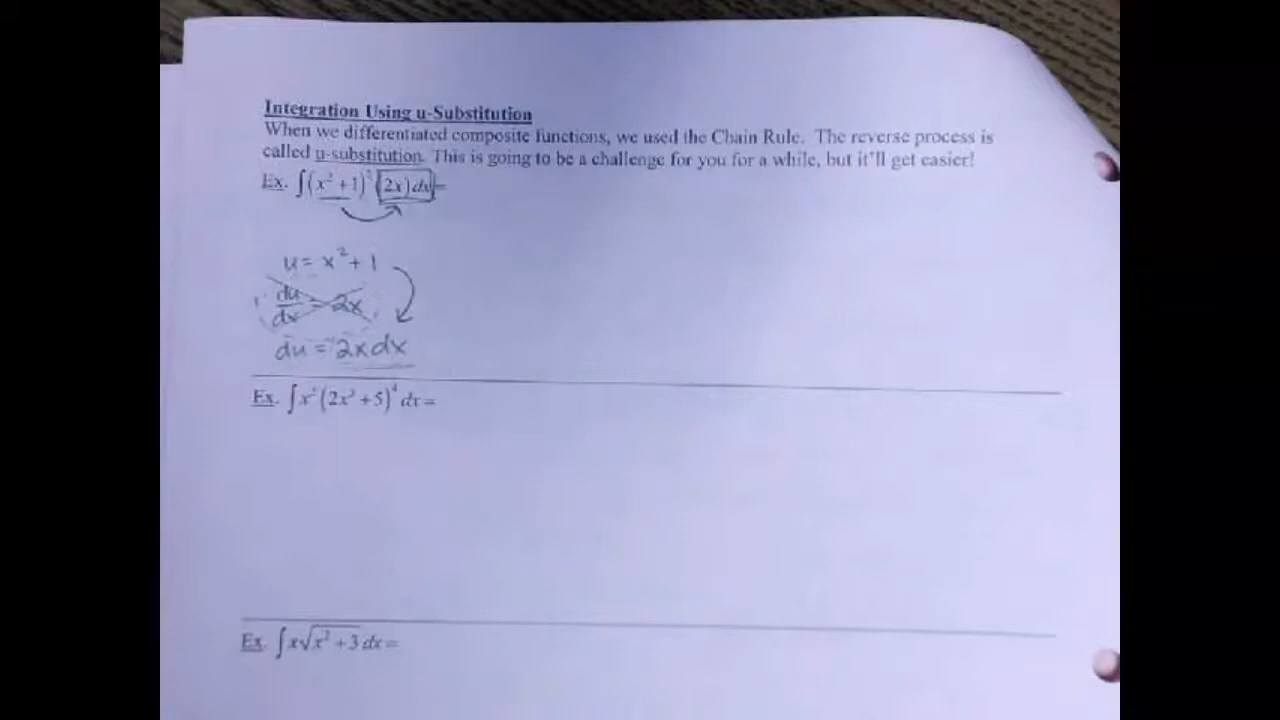 Integration Using u-Substitution
When we differentiated composite functions, we used the Chain Rule. The reverse process is
called u-substitution. This is going to be a challenge for you for a while, but it'll get easier!
Ex. ∫(x² + 1) (2x) dx =
u = x² + 1
du/dx = 2x
du = 2x dx
Ex. ∫ x² (2x³ + 5)⁴ dx =
Ex. ∫ x√(x² + 3) dx =